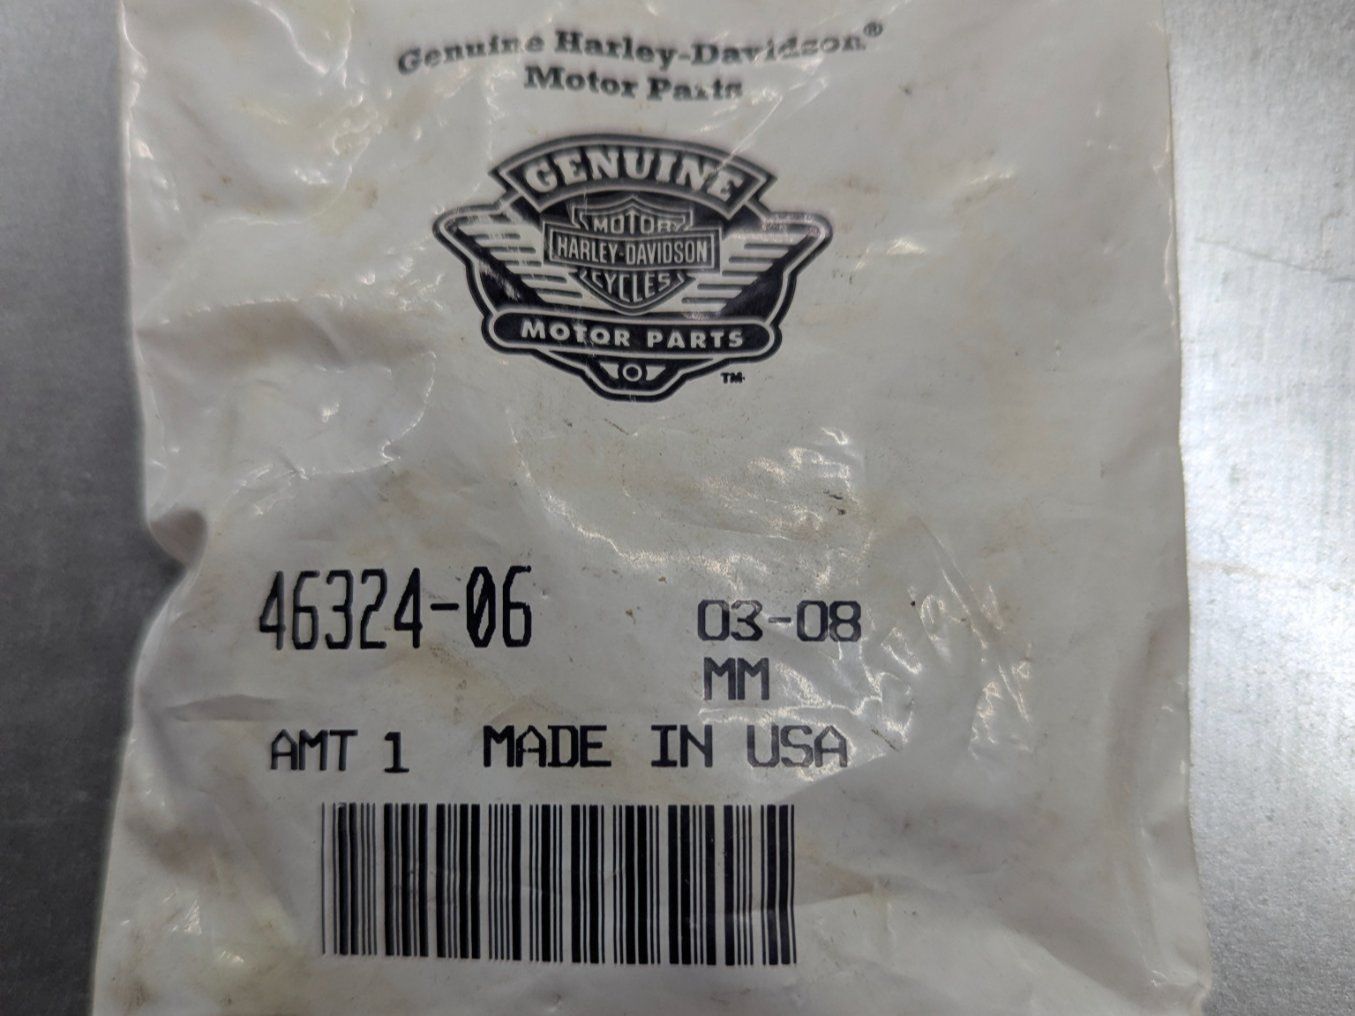 Genuine Harley-Davidson®
Motor Parts
GENUINE
MOTOR
HARLEY-DAVIDSON
CYCLES
MOTOR PARTS
TM
46324-06 03-08
MM
AMT 1 MADE IN USA